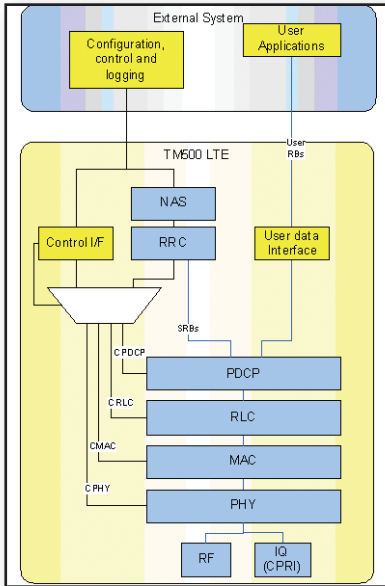 External System
Configuration,
control and
logging
User
Applications
User
RBs
TM500 LTE
NAS
Control I/F
RRC
User data
Interface
SRBs
CPDCP
PDCP
CRLC
RLC
CMAC
MAC
CPHY
PHY
RF
IQ
(CPRI)